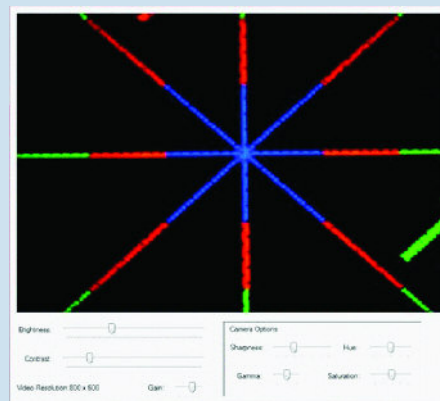 Brightness:
Camera Options
Sharpness: Hue:
Contrast:
Gamma: Saturation:
Video Resolution 800 x 600 Gain: